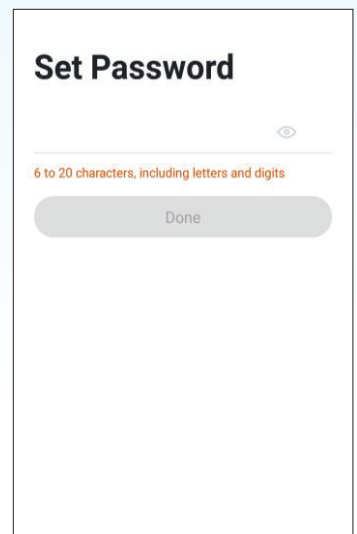 Set Password
6 to 20 characters, including letters and digits
Done